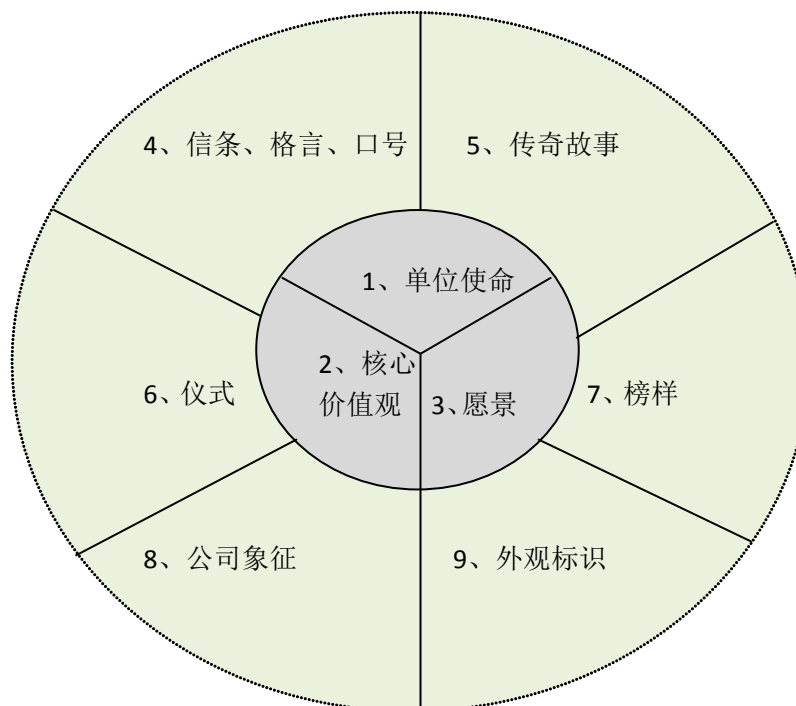 4、信条、格言、口号
5、传奇故事
1、单位使命
2、核心
价值观
3、愿景
6、仪式
7、榜样
8、公司象征
9、外观标识